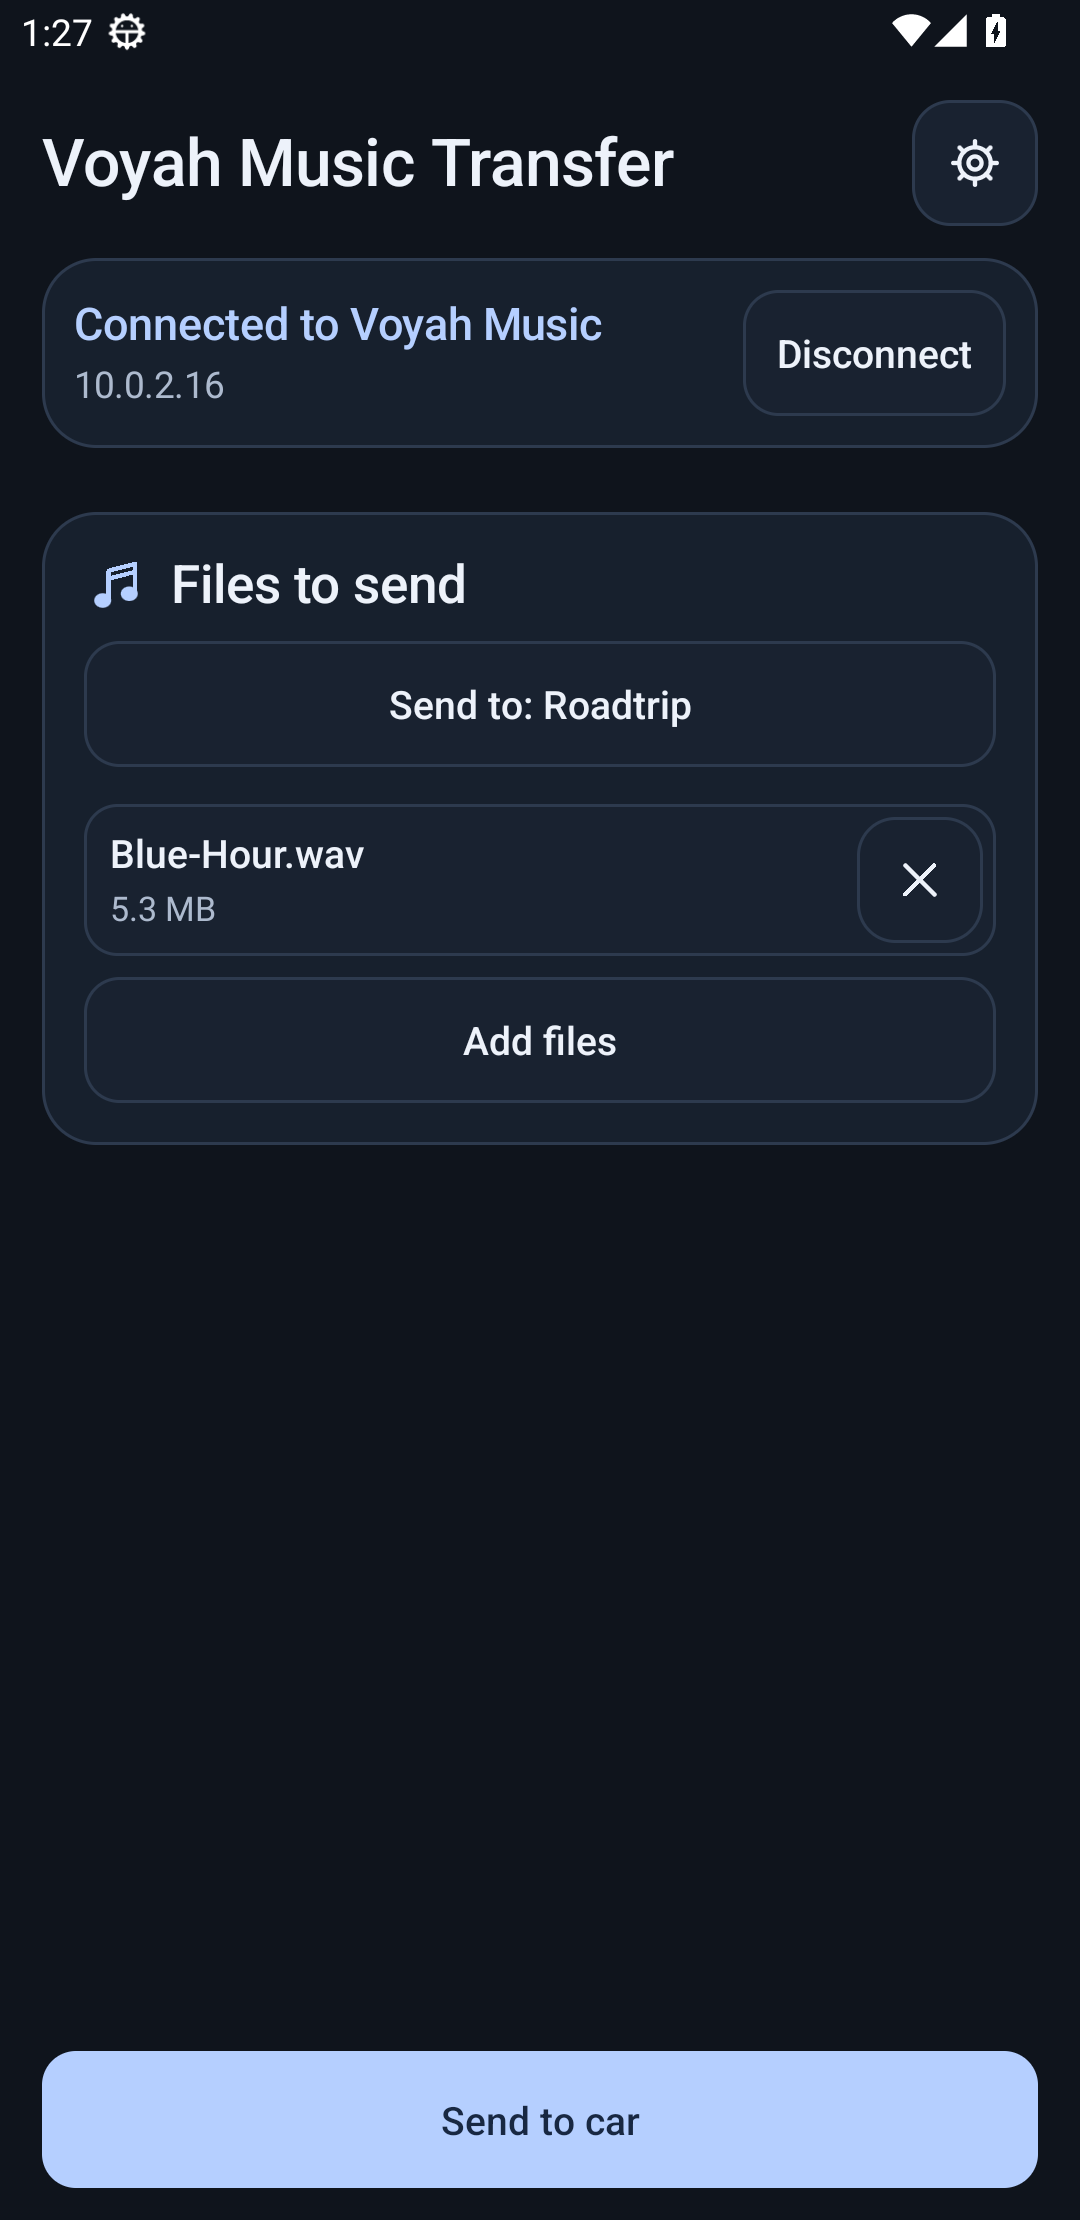 1:27
Voyah Music Transfer
Connected to Voyah Music
10.0.2.16
Disconnect
Files to send
Send to: Roadtrip
Blue-Hour.wav
5.3 MB
Add files
Send to car